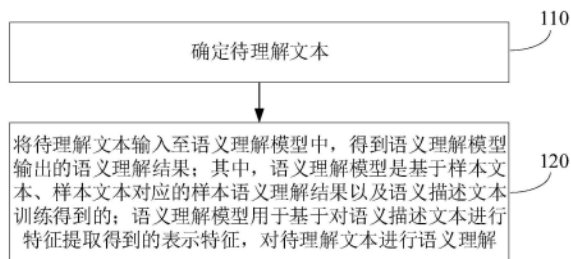 110
确定待理解文本
将待理解文本输入至语义理解模型中，得到语义理解模型
输出的语义理解结果；其中，语义理解模型是基于样本文
本、样本文本对应的样本语义理解结果以及语义描述文本
训练得到的；语义理解模型用于基于对语义描述文本进行
特征提取得到的表示特征，对待理解文本进行语义理解
120